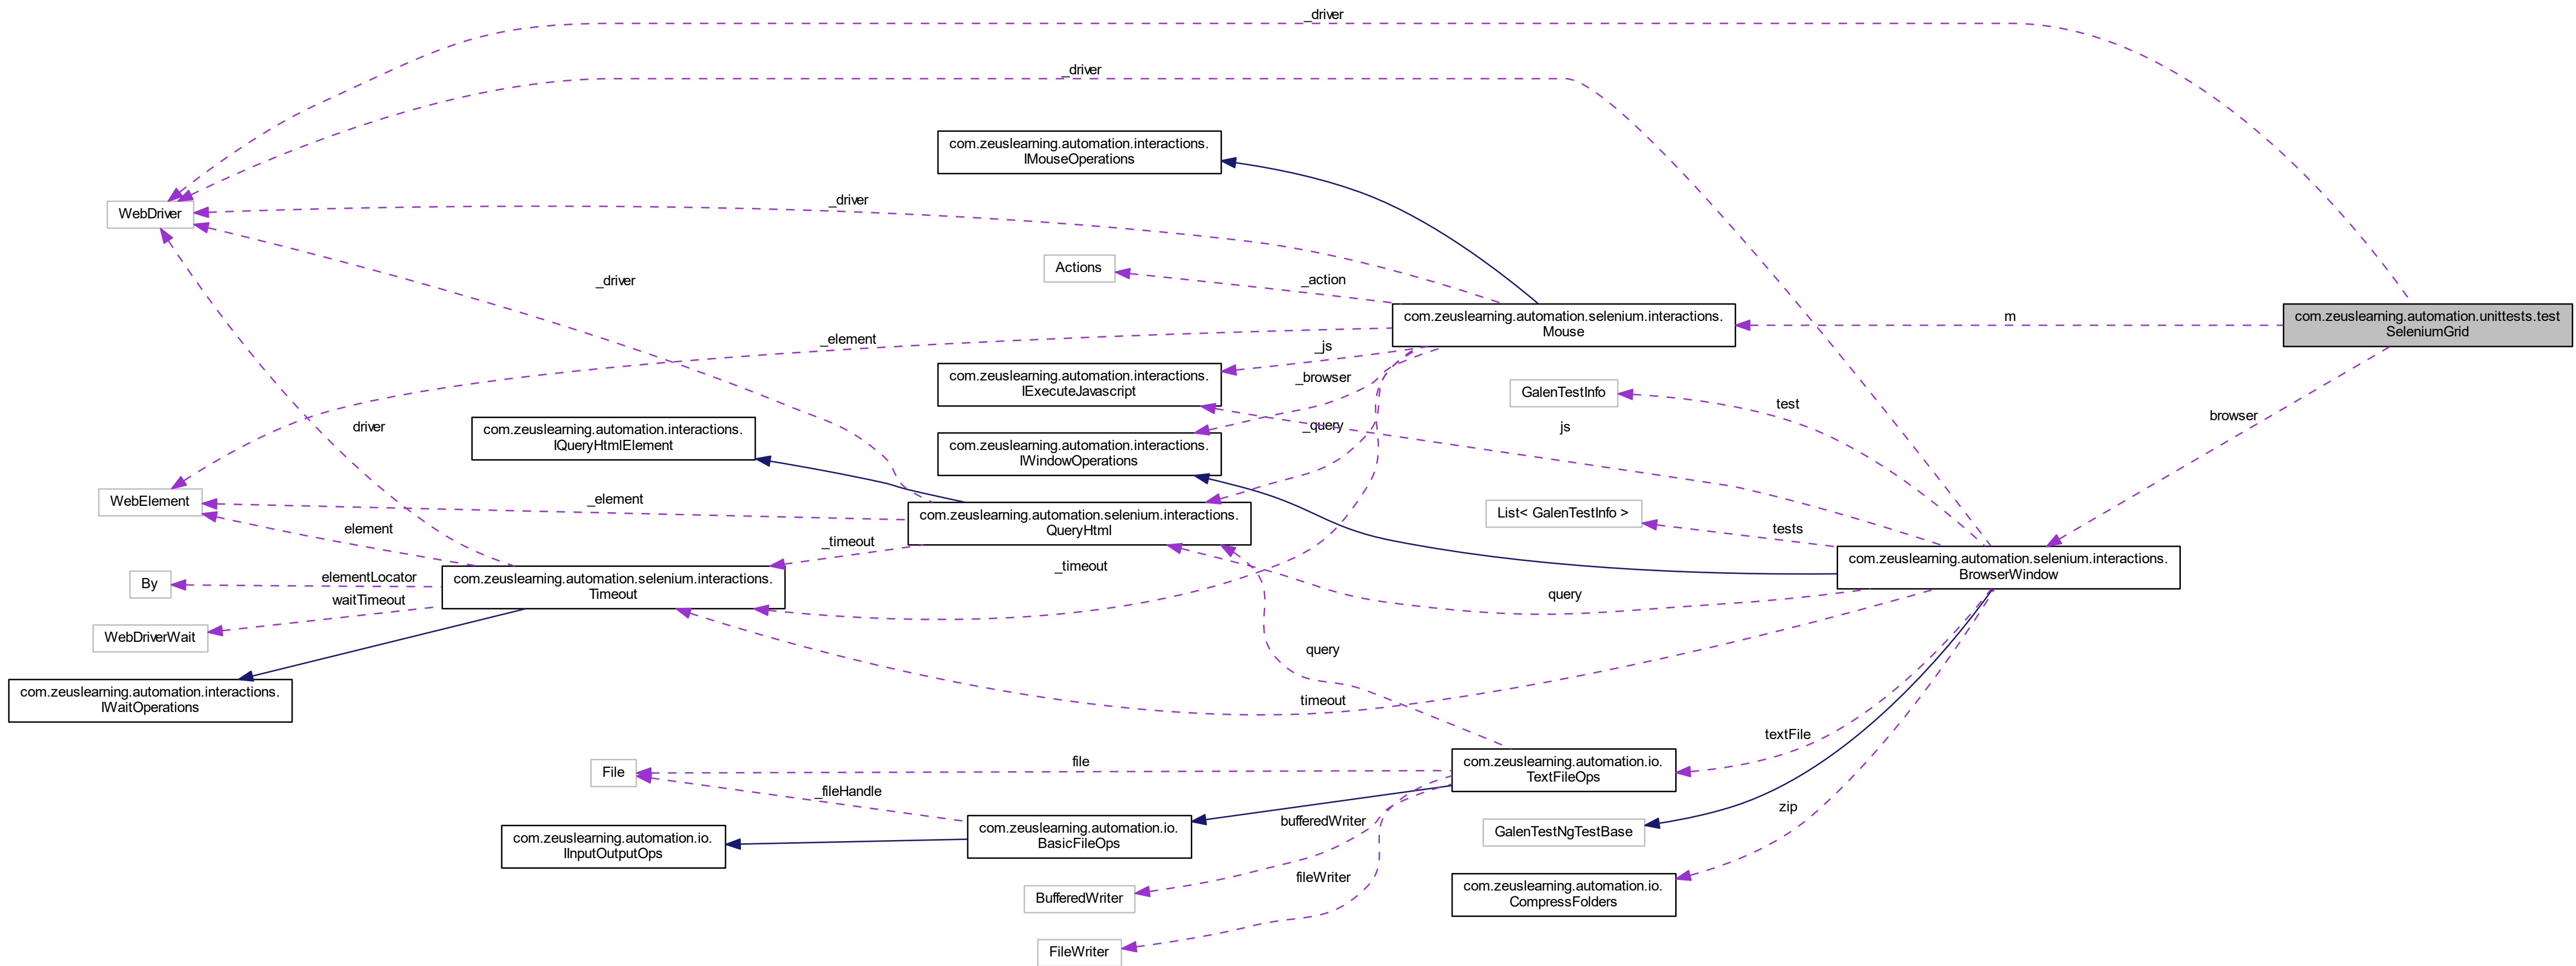 _driver
_driver
com.zeuslearning.automation.interactions.
IMouseOperations
_driver
WebDriver
Actions
_action
_driver
com.zeuslearning.automation.selenium.interactions.
Mouse
m
com.zeuslearning.automation.unittests.test
SeleniumGrid
_element
_js
com.zeuslearning.automation.interactions.
IExecuteJavascript
_browser
GalenTestInfo
test
browser
driver
com.zeuslearning.automation.interactions.
IQueryHtmlElement
_query
js
com.zeuslearning.automation.interactions.
IWindowOperations
WebElement
_element
element
com.zeuslearning.automation.selenium.interactions.
QueryHtml
List< GalenTestInfo >
tests
_timeout
com.zeuslearning.automation.selenium.interactions.
BrowserWindow
By
elementLocator
com.zeuslearning.automation.selenium.interactions.
Timeout
_timeout
query
waitTimeout
WebDriverWait
query
com.zeuslearning.automation.interactions.
IWaitOperations
timeout
textFile
File
file
com.zeuslearning.automation.io.
TextFileOps
_fileHandle
zip
bufferedWriter
com.zeuslearning.automation.io.
IInputOutputOps
com.zeuslearning.automation.io.
BasicFileOps
GalenTestNgTestBase
fileWriter
BufferedWriter
com.zeuslearning.automation.io.
CompressFolders
FileWriter